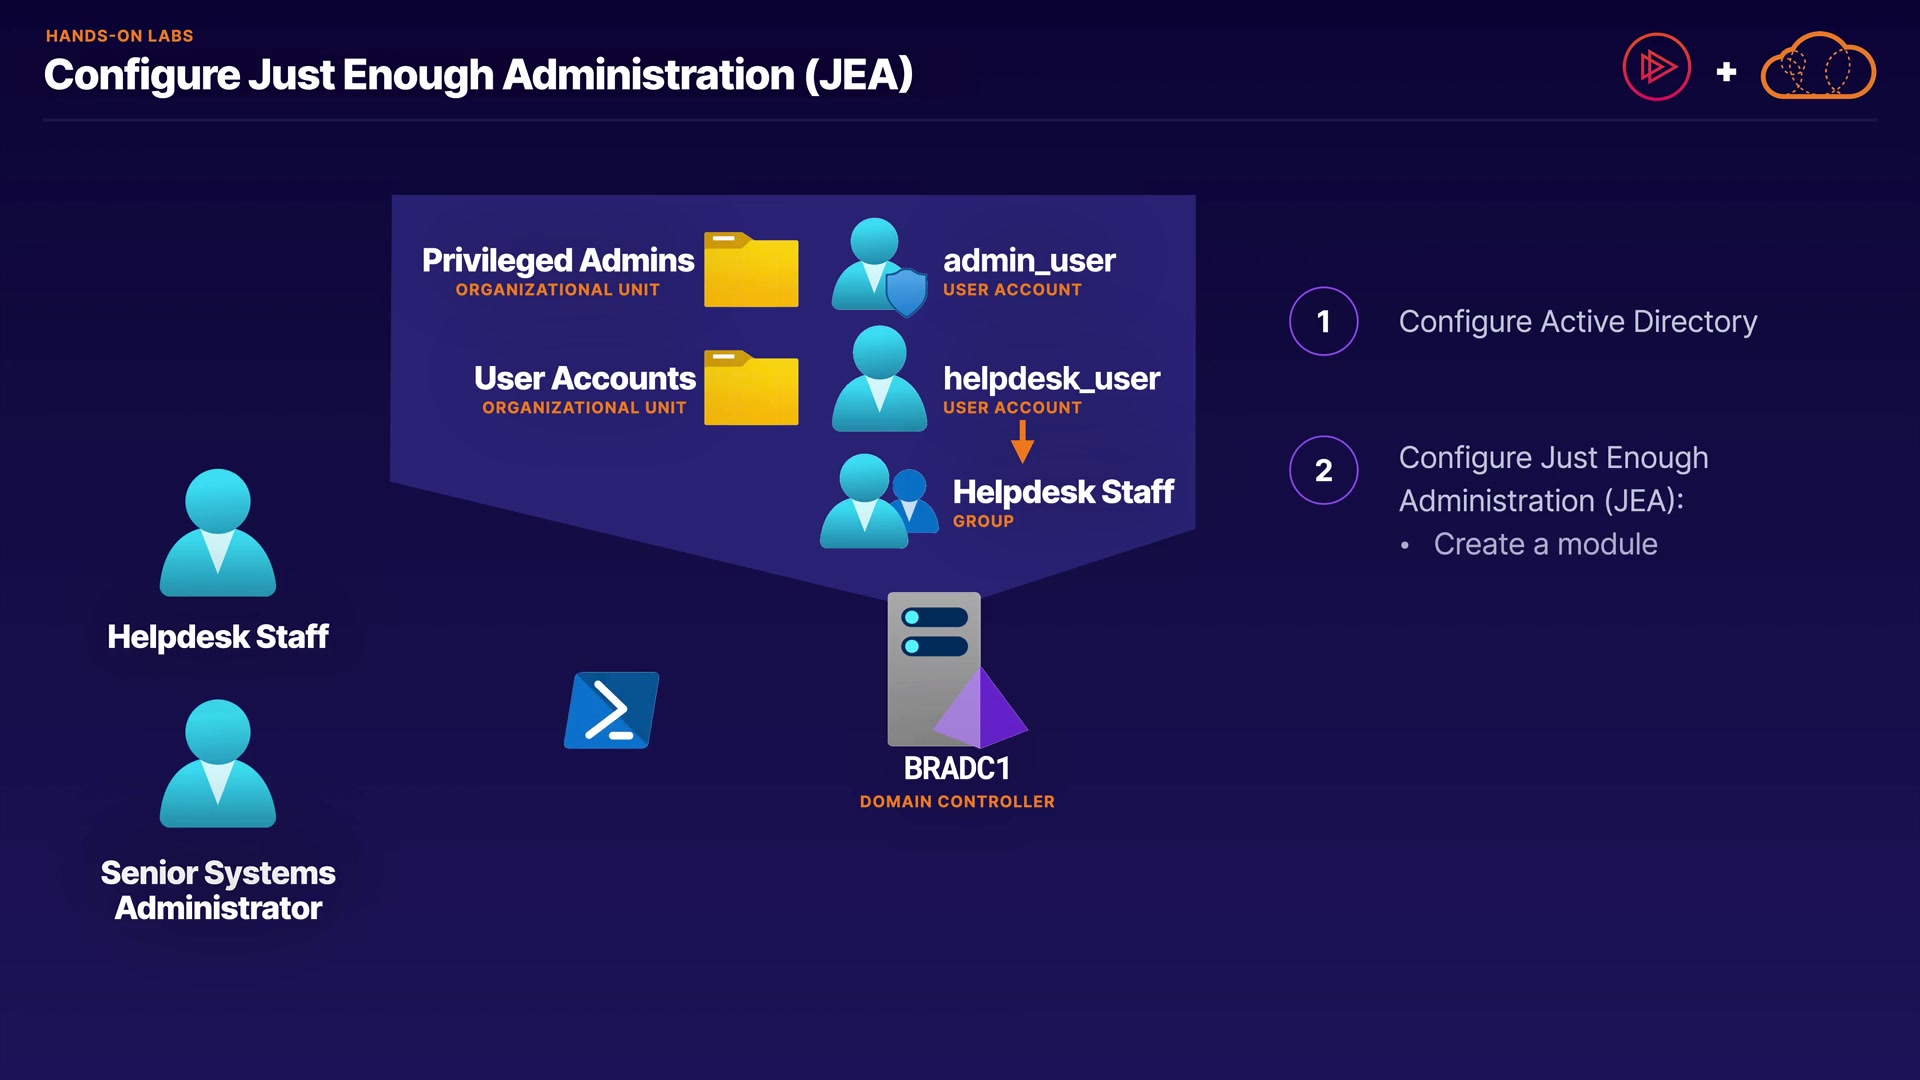 HANDS-ON LABS
Configure Just Enough Administration (JEA)
Privileged Admins
ORGANIZATIONAL UNIT
admin_user
USER ACCOUNT
User Accounts
ORGANIZATIONAL UNIT
helpdesk_user
USER ACCOUNT
Helpdesk Staff
GROUP
Helpdesk Staff
Senior Systems
Administrator
BRADC1
DOMAIN CONTROLLER
1 Configure Active Directory
2 Configure Just Enough
Administration (JEA):
• Create a module